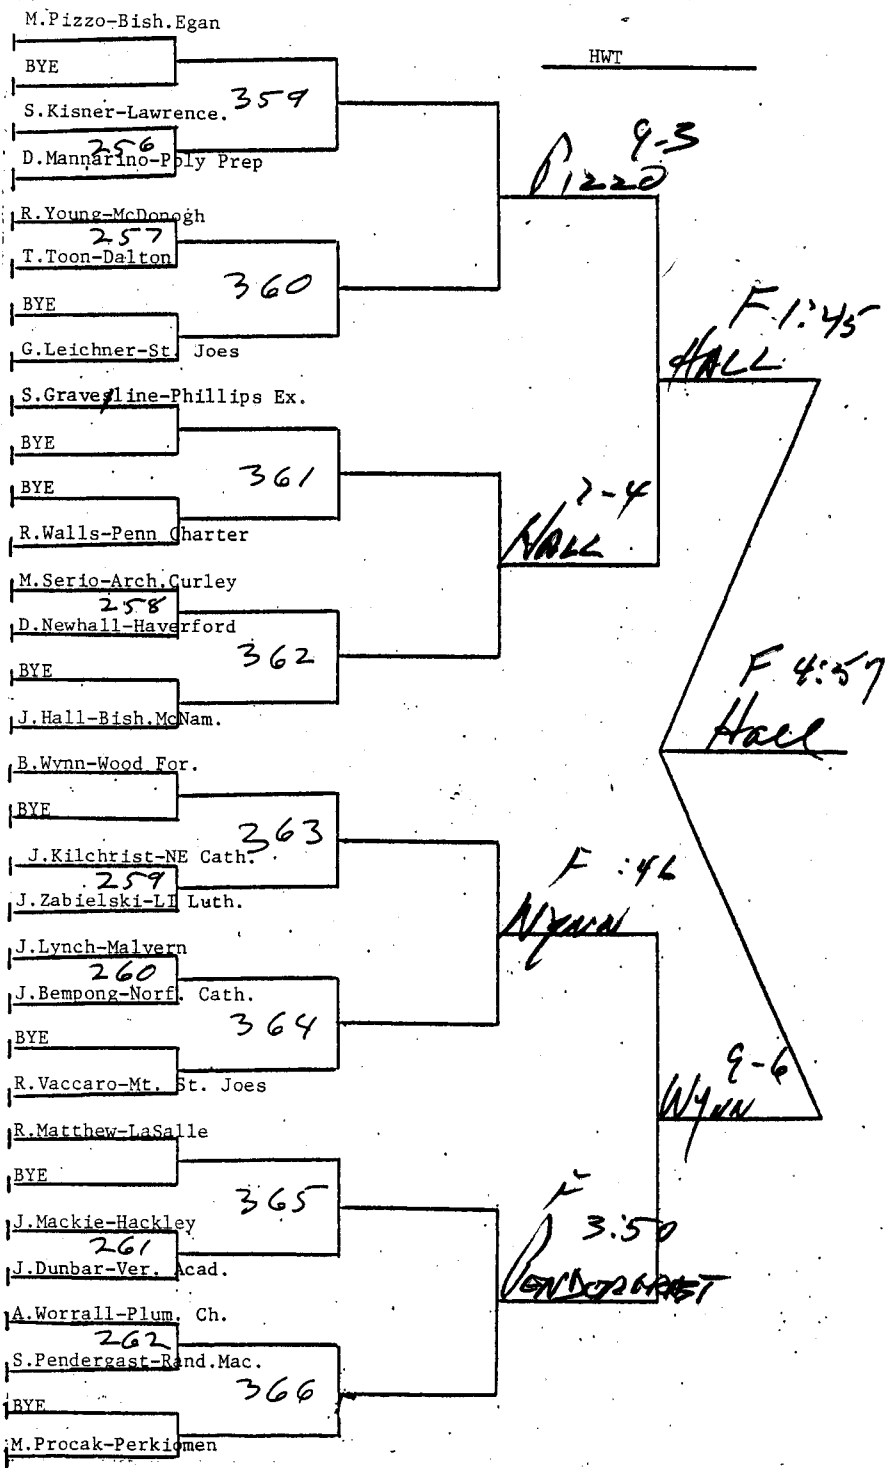 M.Pizzo-Bish.Egan
HWT
BYE
359
S.Kisner-Lawrence.
9-3
256
Pizzo
D.Mannarino-Poly Prep
R.Young-McDonogh
257
T.Toon-Dalton
360
BYE
F 1:45
G.Leichner-St. Joes
HALL
S.Gravesline-Phillips Ex.
BYE
361
BYE
7-4
R.Walls-Penn Charter
HALL
M.Serio-Arch.Curley
258
D.Newhall-Haverford
362
BYE
F 4:57
J.Hall-Bish.McNam.
Hall
B.Wynn-Wood For.
BYE
363
J.Kilchrist-NE Cath.
F :46
259
J.Zabielski-LI Luth.
Wynn
J.Lynch-Malvern
260
J.Bempong-Norf. Cath.
364
BYE
9-6
R.Vaccaro-Mt. St. Joes
Wynn
R.Matthew-LaSalle
BYE
365
F
J.Mackie-Hackley
3:50
261
J.Dunbar-Ver. Acad.
PENDORGRAST
A.Worrall-Plum. Ch.
262
S.Pendergast-Rand.Mac.
366
BYE
M.Procak-Perkiomen